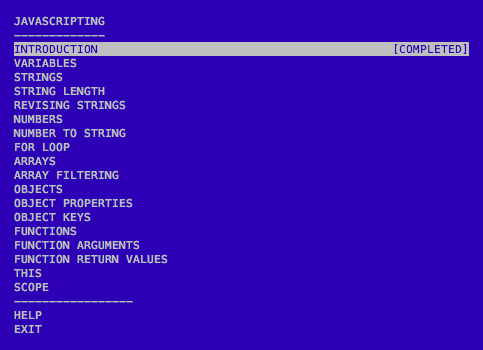 JAVASCRIPTING
─────────────
INTRODUCTION [COMPLETED]
VARIABLES
STRINGS
STRING LENGTH
REVISING STRINGS
NUMBERS
NUMBER TO STRING
FOR LOOP
ARRAYS
ARRAY FILTERING
OBJECTS
OBJECT PROPERTIES
OBJECT KEYS
FUNCTIONS
FUNCTION ARGUMENTS
FUNCTION RETURN VALUES
THIS
SCOPE
─────────────────
HELP
EXIT